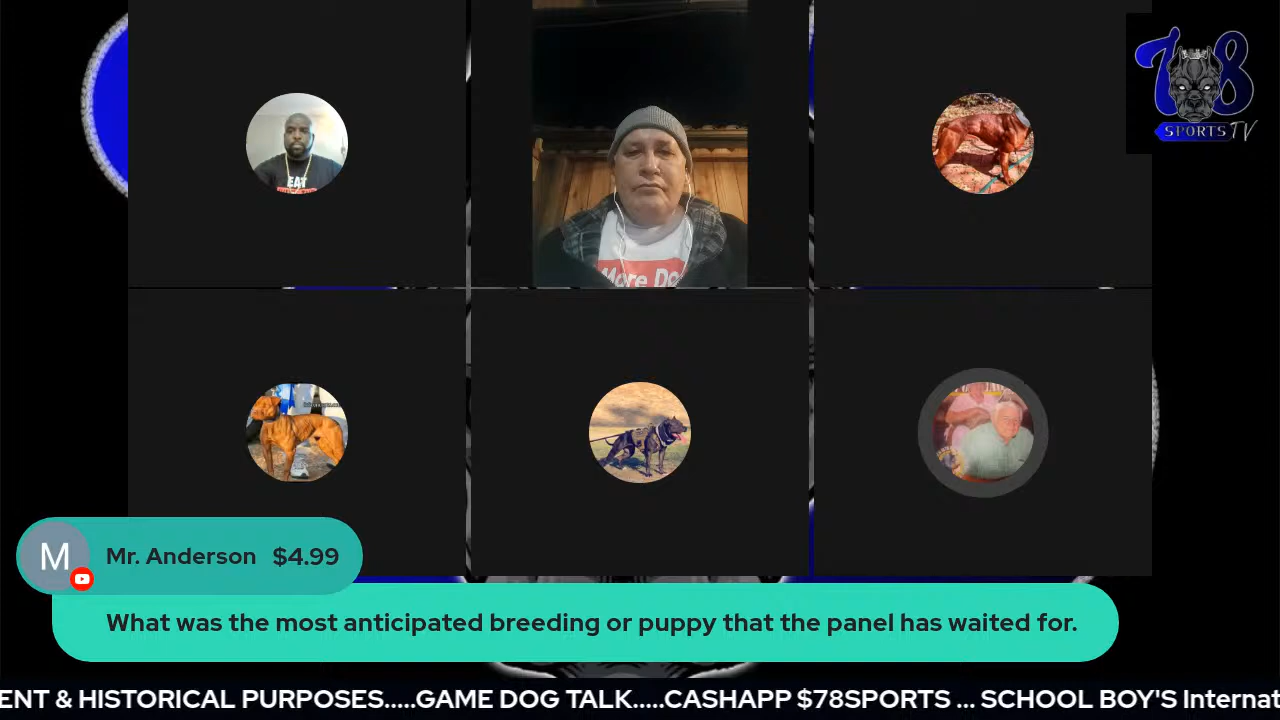 78
SPORTS TV
EAT
More Do
Mr. Anderson $4.99
M
What was the most anticipated breeding or puppy that the panel has waited for.
ENT & HISTORICAL PURPOSES.....GAME DOG TALK.....CASHAPP $78SPORTS ... SCHOOL BOY'S Internat